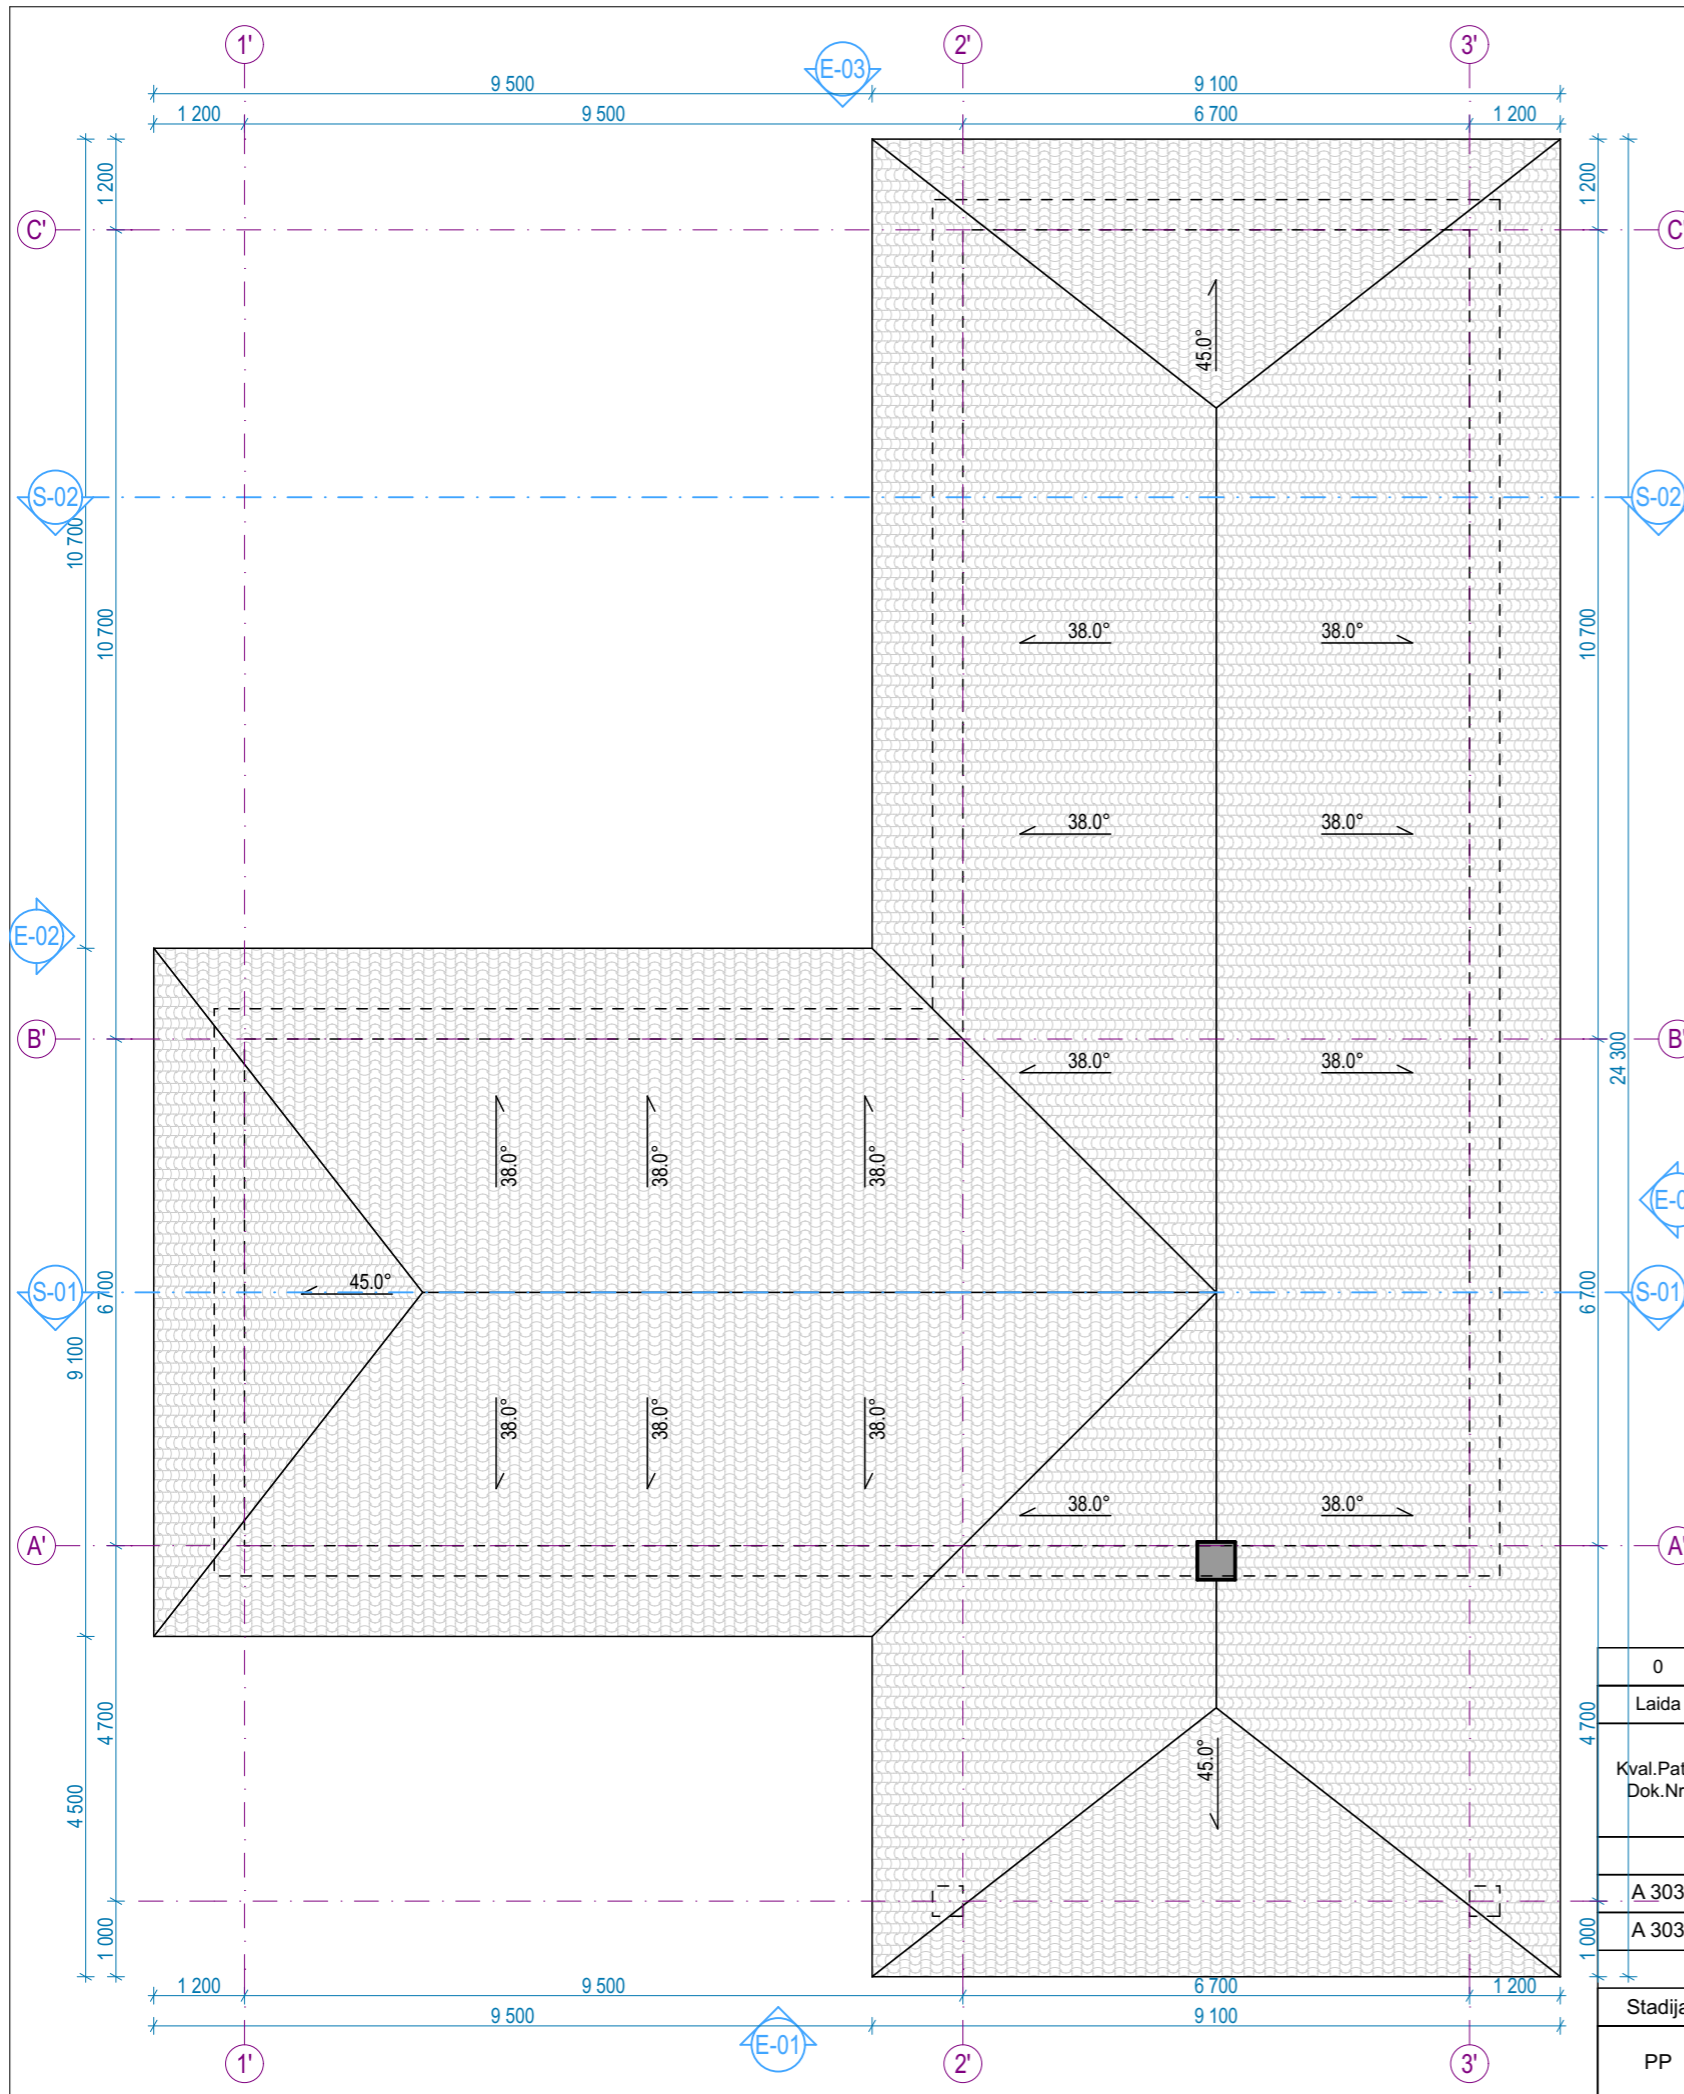 1' 2' 3'
E-03
9 500 9 100
1 200 9 500 6 700 1 200
1 200 1 200
C' C'
45.0°
S-02 S-02
10 700
10 700 10 700
38.0° 38.0°
38.0° 38.0°
E-02
B' B'
24 300
38.0° 38.0°
38.0° 38.0° 38.0°
45.0°
S-01 S-01
6 700 6 700
9 100
38.0° 38.0° 38.0°
38.0° 38.0°
A' A'
0
Laida
4 700 4 700
45.0°
Dok.Nr
4 500
A 303
A 303
1 000 1 000
1 200 9 500 6 700 1 200
9 500 9 100
Stadija
E-01
1' 2' 3'
PP